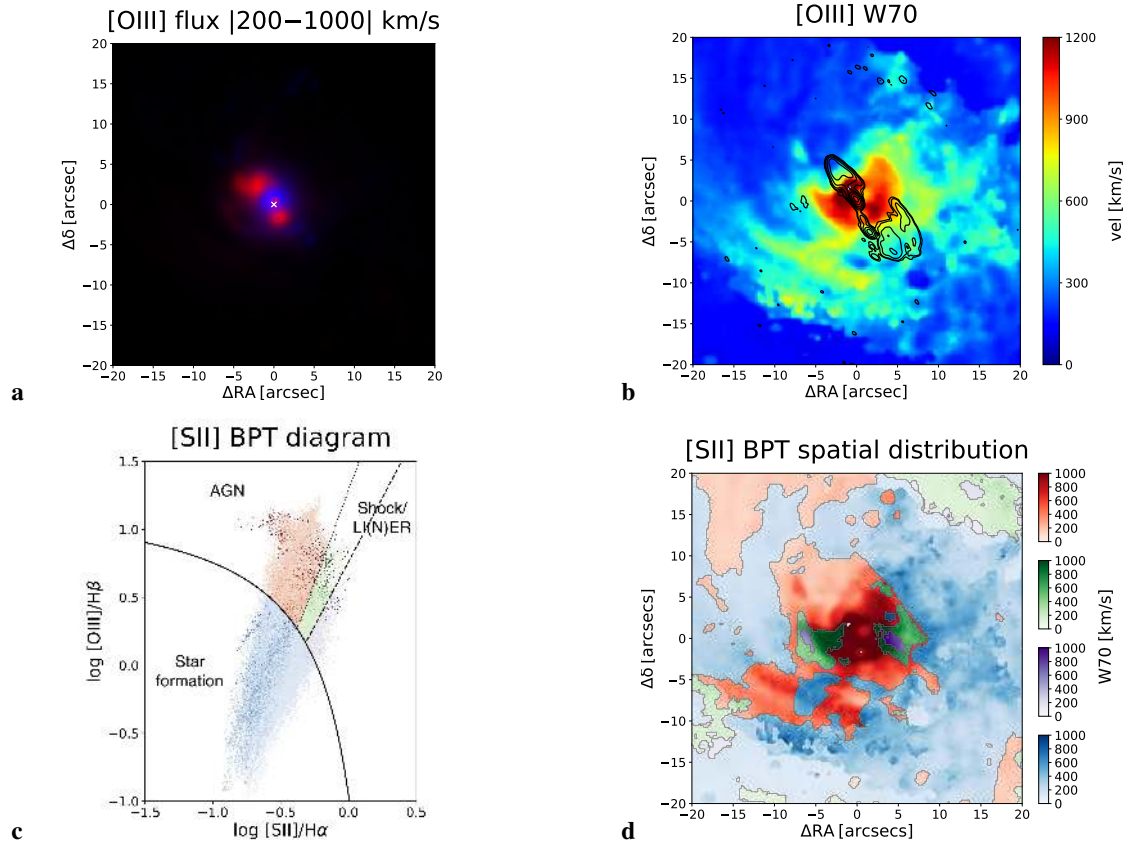 [OIII] flux |200−1000| km/s
20
15
10
5
0
−5
−10
−15
−20
Δδ [arcsec]
−20 −15 −10 −5 0 5 10 15 20
ΔRA [arcsec]
a
[OIII] W70
20
15
10
5
0
−5
−10
−15
−20
Δδ [arcsec]
−20 −15 −10 −5 0 5 10 15 20
ΔRA [arcsec]
1200
900
600
300
0
vel [km/s]
b
[SII] BPT diagram
1.5
1.0
0.5
0.0
−0.5
−1.0
log [OIII]/Hβ
AGN
Shock/
LI(N)ER
Star
formation
−1.5 −1.0 −0.5 0.0 0.5
log [SII]/Hα
c
[SII] BPT spatial distribution
20
15
10
5
0
−5
−10
−15
−20
Δδ [arcsecs]
−20 −15 −10 −5 0 5 10 15 20
ΔRA [arcsecs]
1000
800
600
400
200
0
1000
800
600
400
200
0
1000
800
600
400
200
0
1000
800
600
400
200
0
W70 [km/s]
d